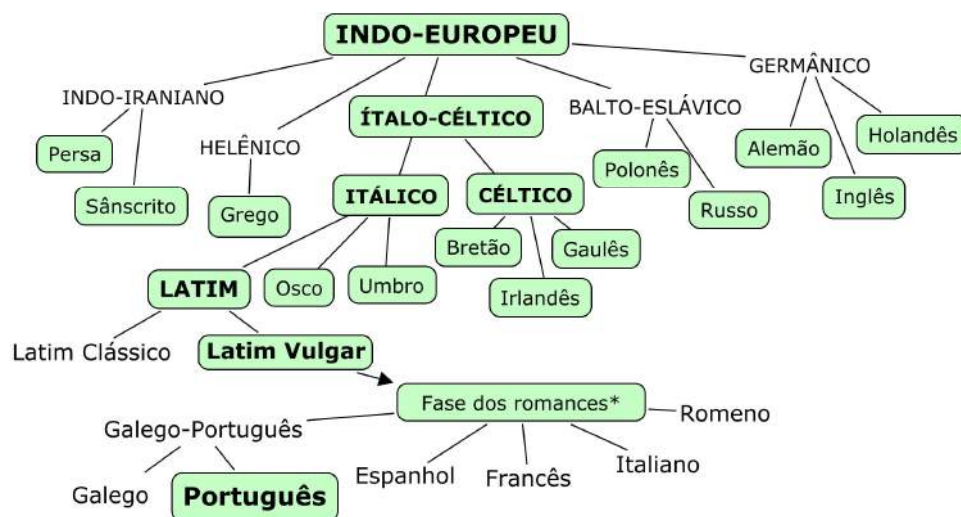 INDO-EUROPEU
GERMÂNICO
INDO-IRANIANO
ÍTALO-CÉLTICO
BALTO-ESLÁVICO
HELÊNICO
Persa
Alemão
Holandês
Polonês
Sânscrito
Grego
ITÁLICO
CÉLTICO
Russo
Inglês
Bretão
Gaulês
LATIM
Osco
Umbro
Irlandês
Latim Clássico
Latim Vulgar
Fase dos romances*
Romeno
Galego-Português
Espanhol
Francês
Italiano
Galego
Português